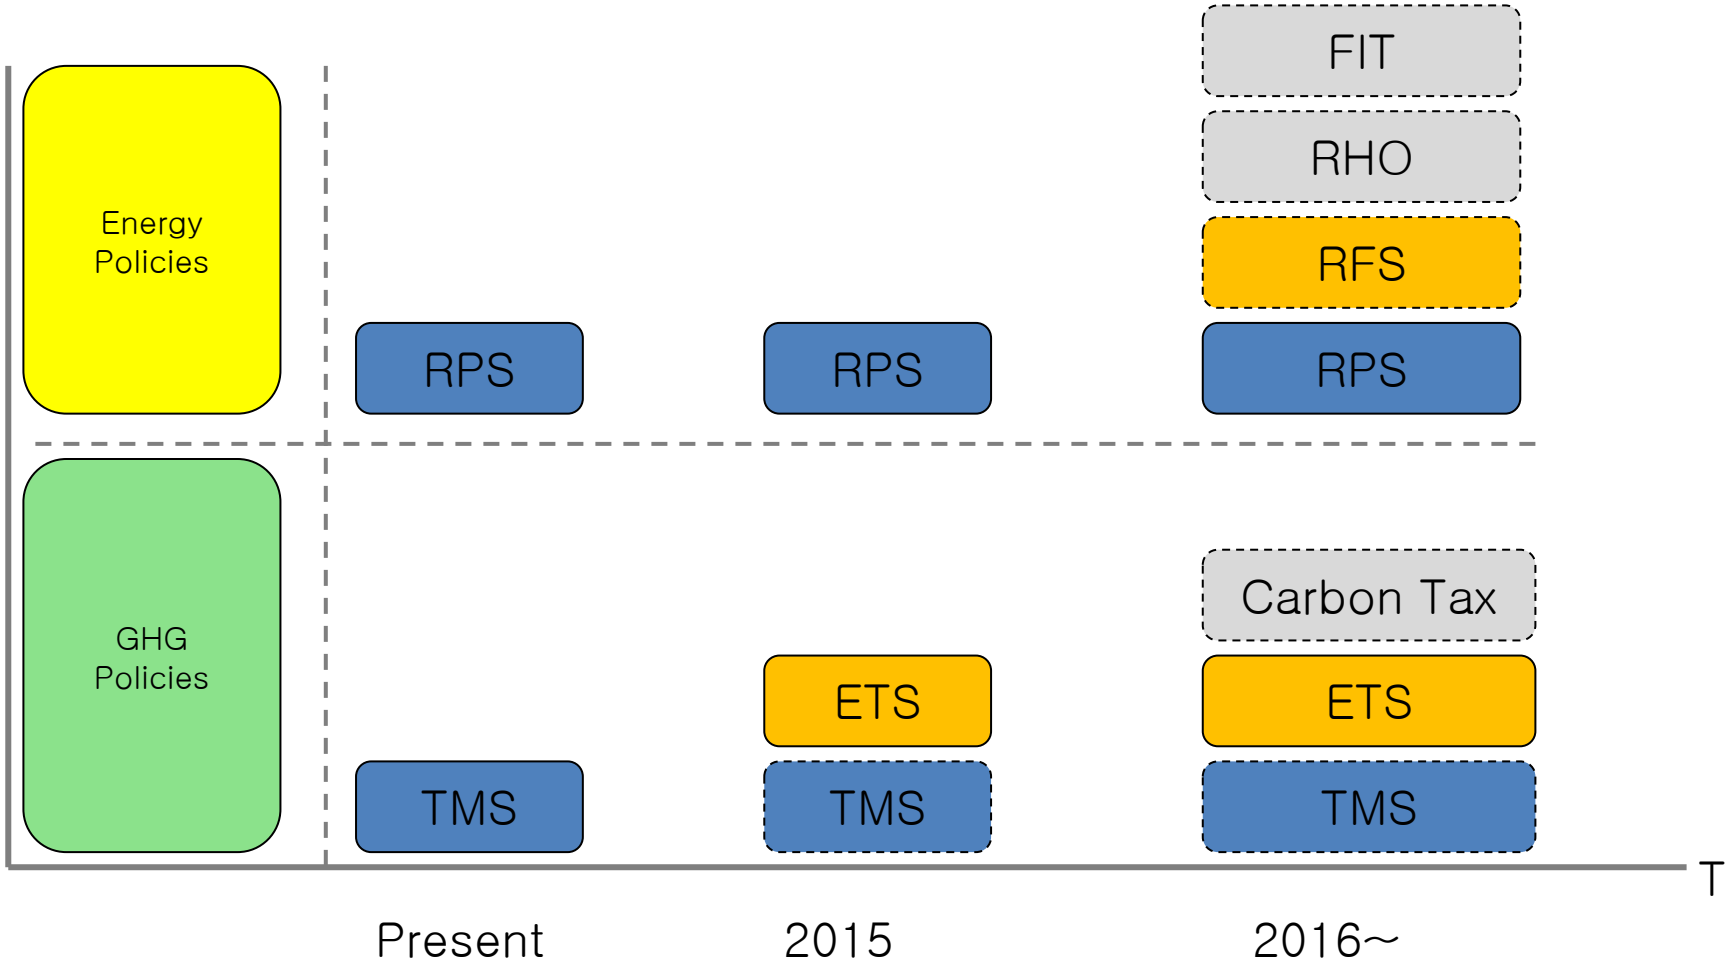 FIT
RHO
Energy
Policies
RFS
RPS
RPS
RPS
GHG
Policies
Carbon Tax
ETS
ETS
TMS
TMS
TMS
T
Present
2015
2016~